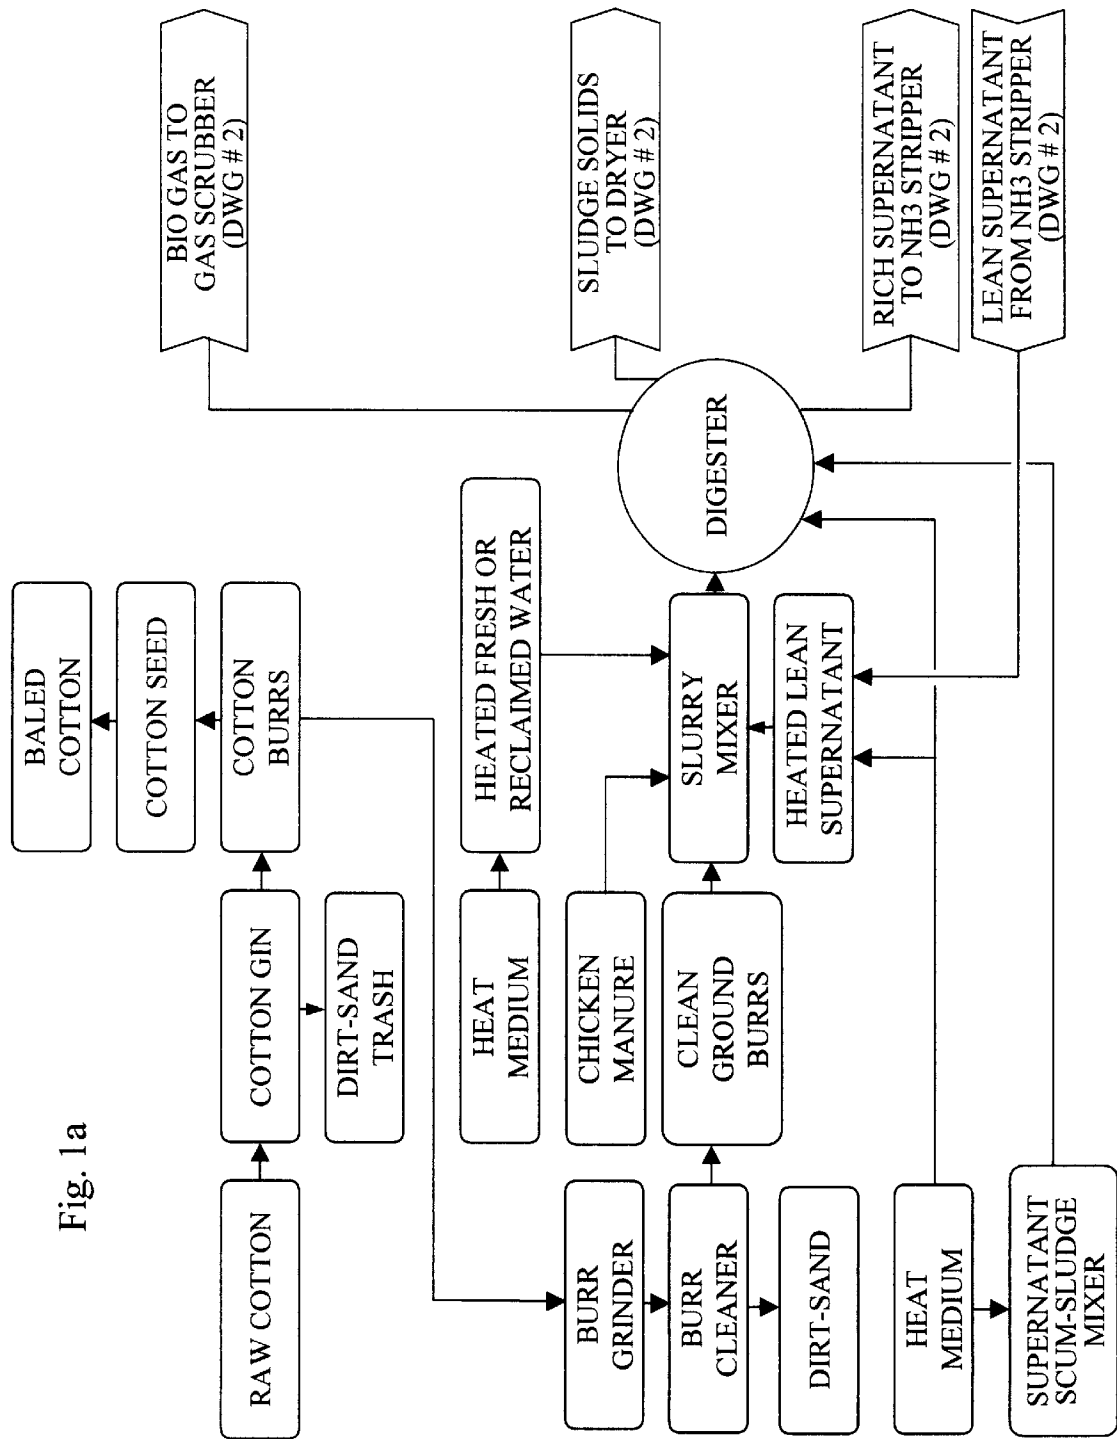 Fig. 1a
BALED
COTTON
COTTON SEED
RAW COTTON
COTTON GIN
COTTON
BURRS
DIRT-SAND
TRASH
BIO GAS TO
GAS SCRUBBER
(DWG # 2)
HEAT
MEDIUM
HEATED FRESH OR
RECLAIMED WATER
BURR
GRINDER
CHICKEN
MANURE
SLUDGE SOLIDS
TO DRYER
(DWG # 2)
BURR
CLEANER
CLEAN
GROUND
BURRS
SLURRY
MIXER
DIGESTER
DIRT-SAND
HEATED LEAN
SUPERNATANT
HEAT
MEDIUM
RICH SUPERNATANT
TO NH3 STRIPPER
(DWG # 2)
SUPERNATANT
SCUM-SLUDGE
MIXER
LEAN SUPERNATANT
FROM NH3 STRIPPER
(DWG # 2)